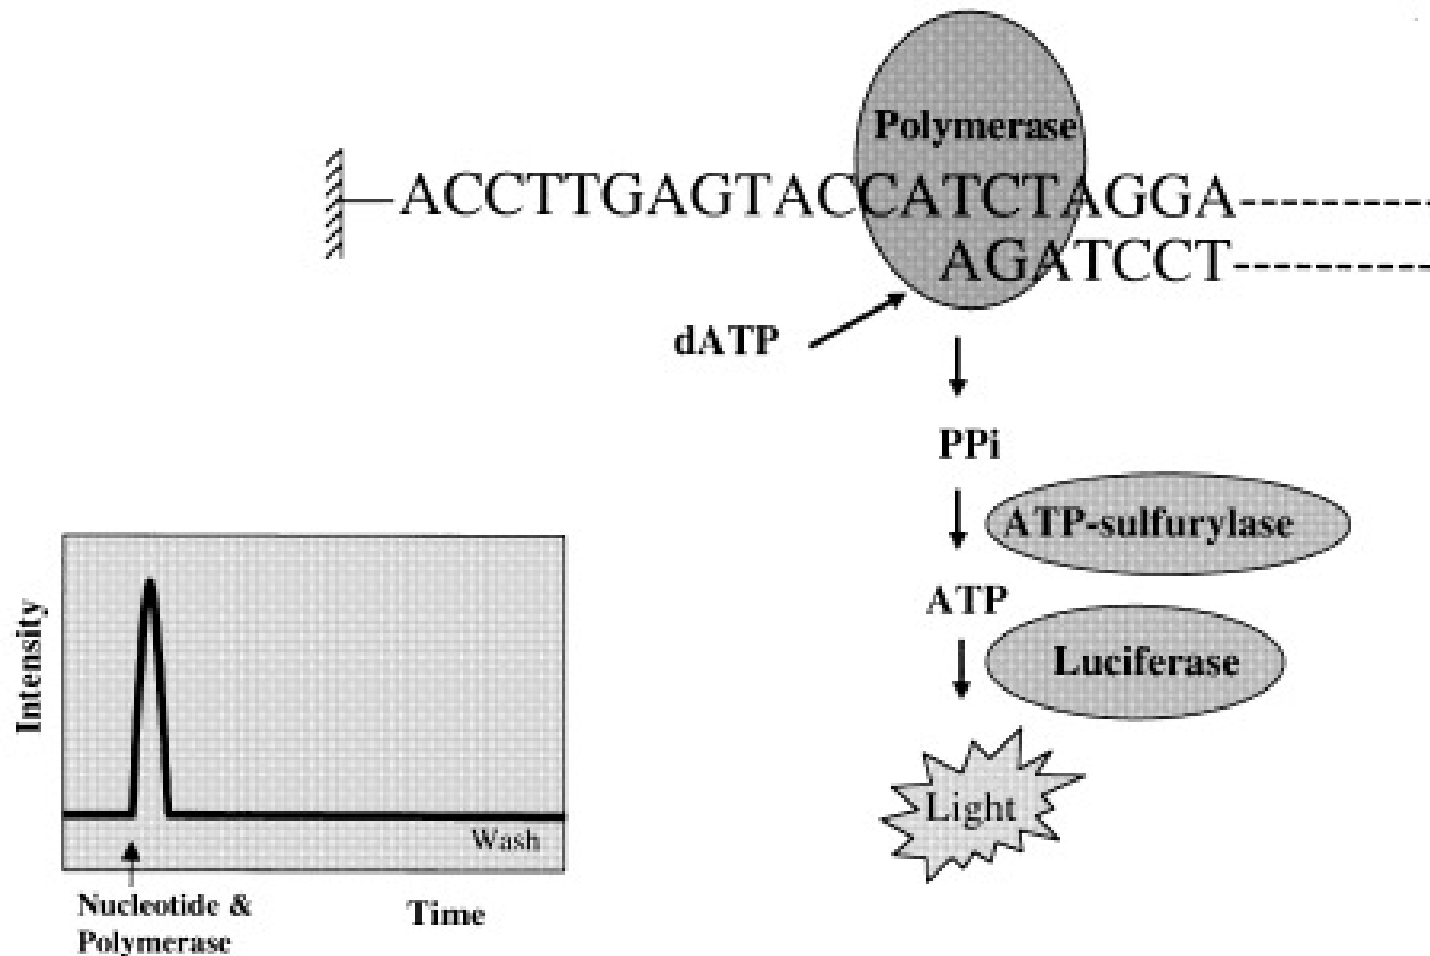 Polymerase
ACCTTGAGTACCATCTAGGA
AGATCCT
dATP
PPi
ATP-sulfurylase
ATP
Luciferase
Light
Intensity
Wash
Nucleotide &
Polymerase
Time